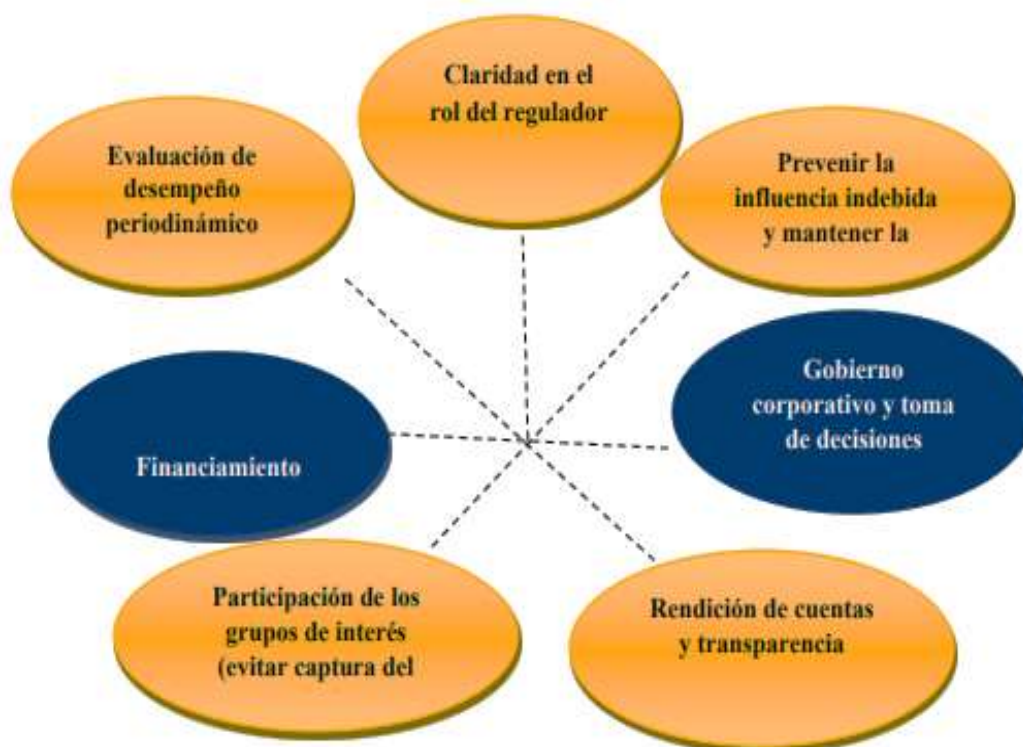 Claridad en el
rol del regulador
Evaluación de
desempeño
periodinámico
Prevenir la
influencia indebida
y mantener la
Gobierno
corporativo y toma
de decisiones
Financiamiento
Participación de los
grupos de interés
(evitar captura del
Rendición de cuentas
y transparencia